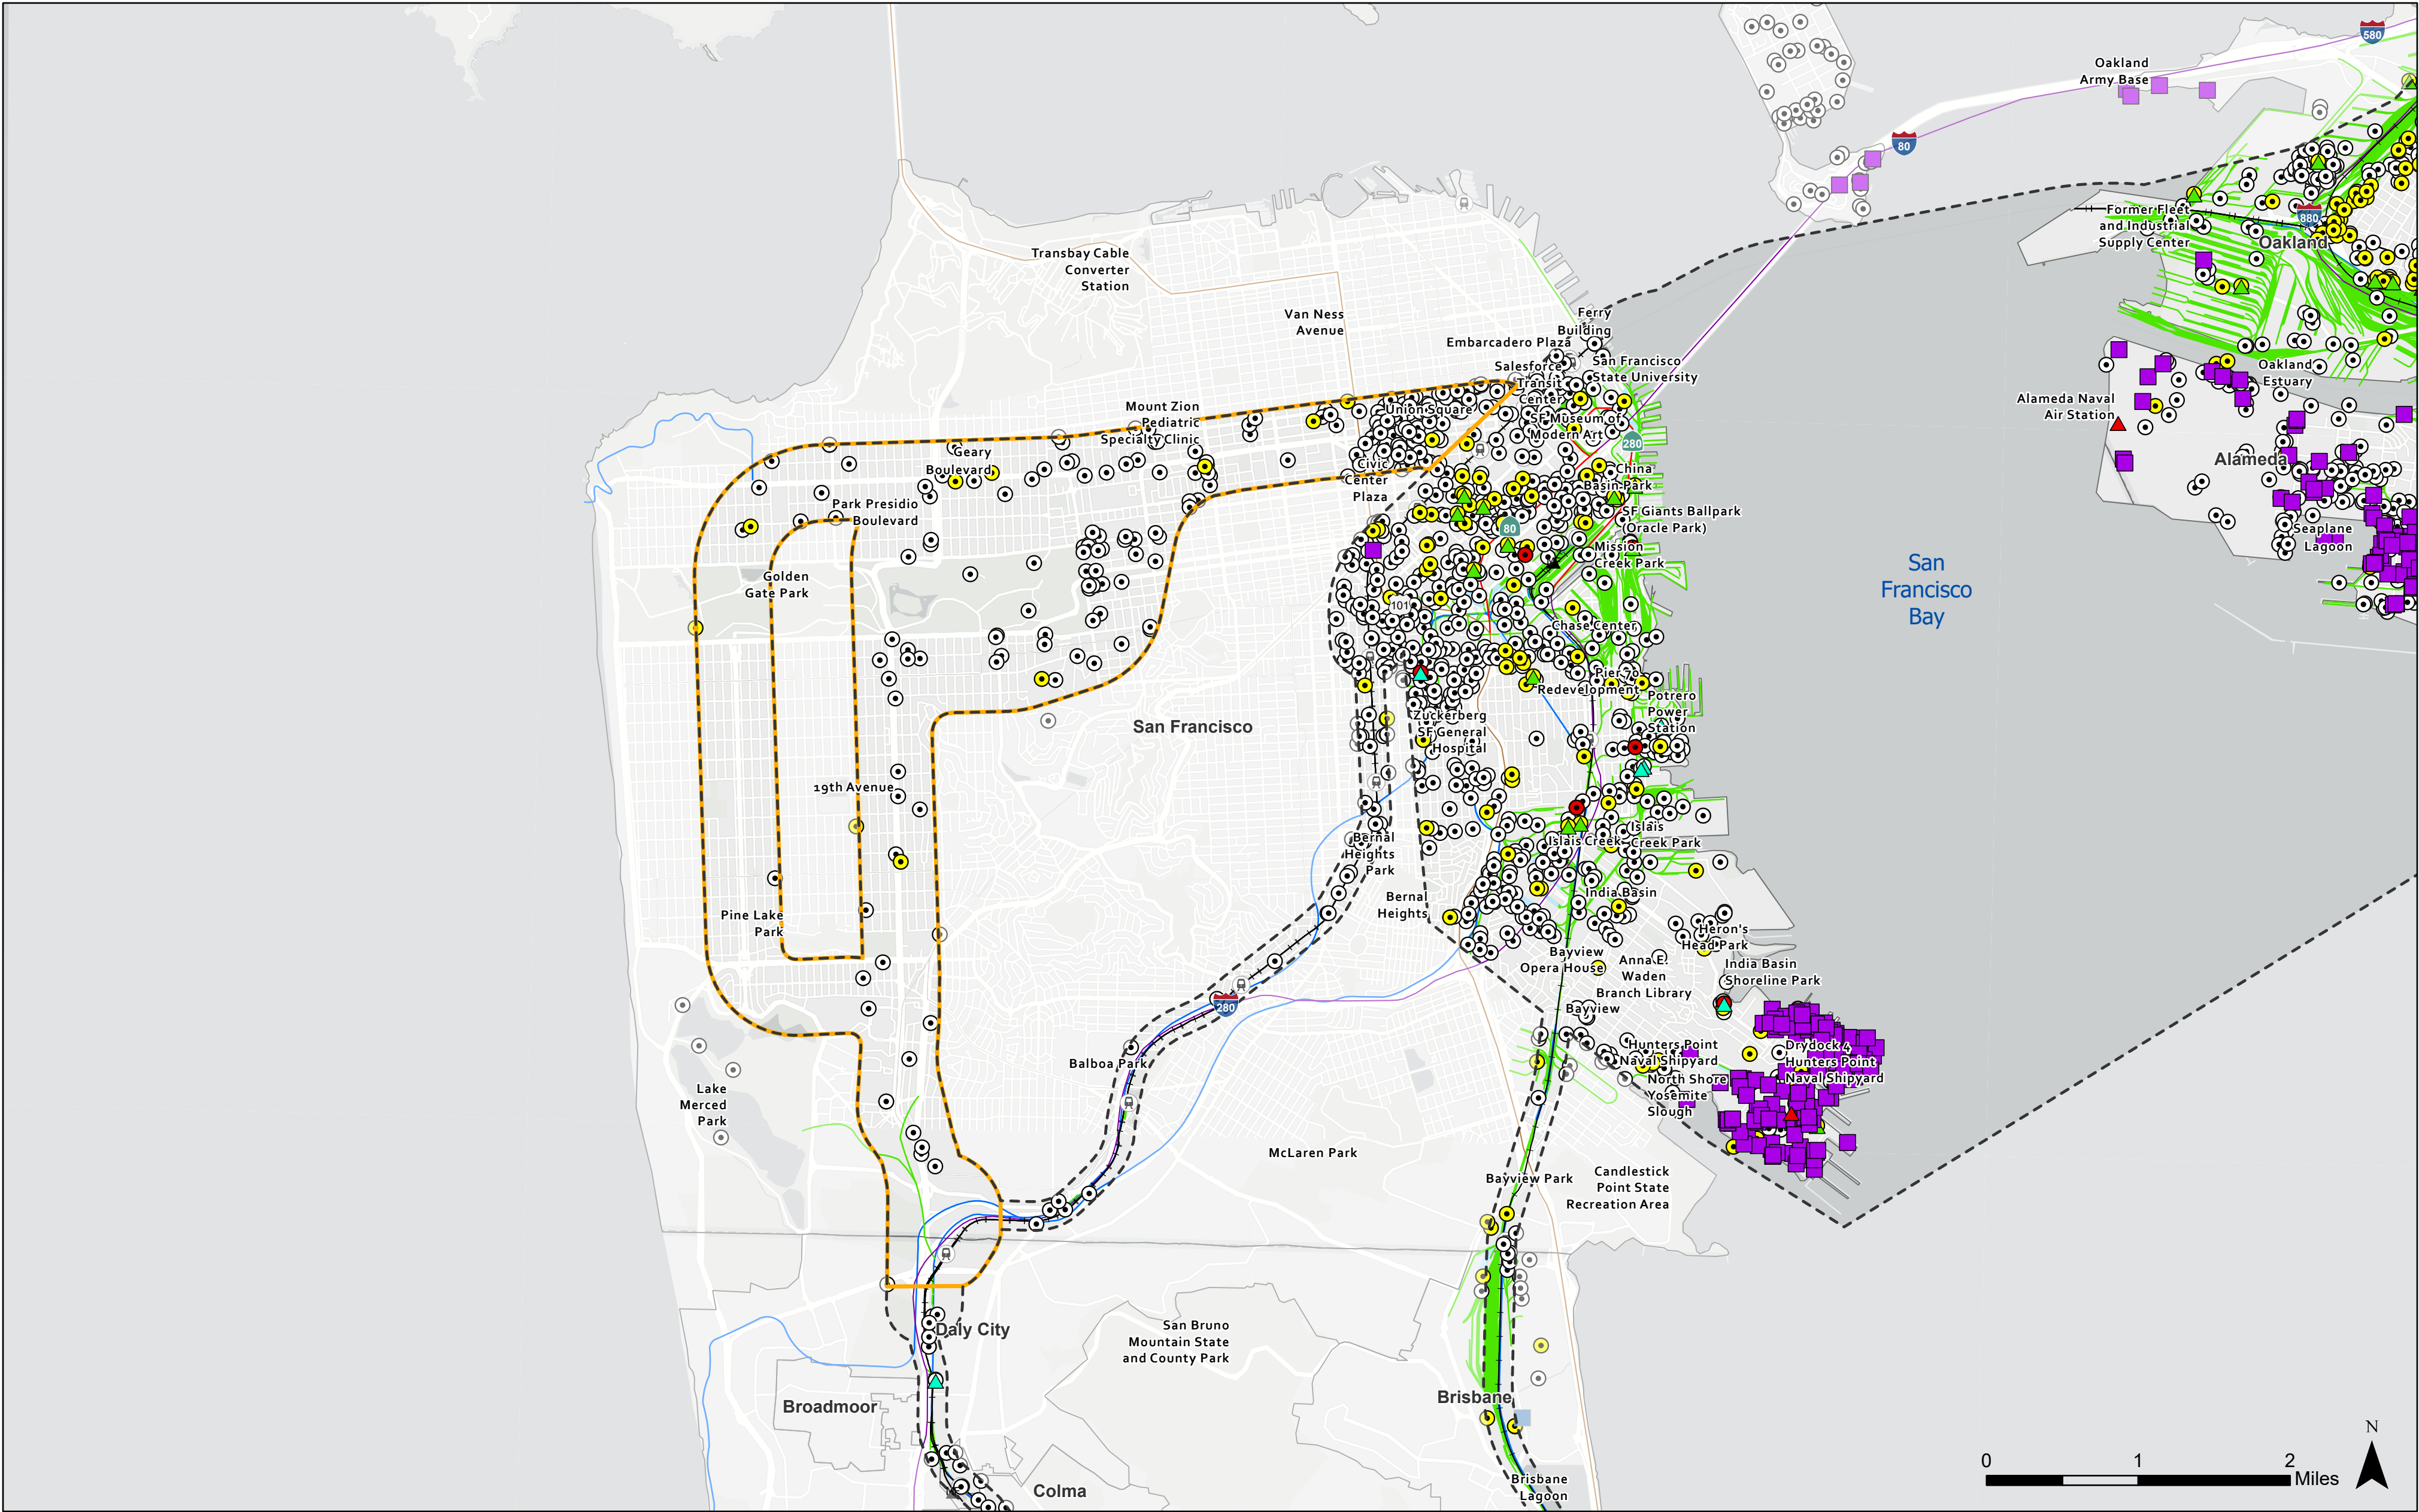 580
Oakland
Army Base
80
Former Fleet
and Industrial
Supply Center
880
Oakland
Transbay Cable
Converter
Station
Van Ness
Avenue
Ferry
Building
Embarcadero Plaza
Salesforce
Transit
Center
San Francisco
State University
Oakland
Estuary
Alameda Naval
Air Station
Mount Zion
Pediatric
Specialty Clinic
Union Square
SF Museum Of
Modern Art
280
Geary
Boulevard
Civic
Center
Plaza
China
Basin Park
Alameda
Park Presidio
Boulevard
SF Giants Ballpark
(Oracle Park)
80
Seaplane
Lagoon
Mission
Creek Park
Golden
Gate Park
San
Francisco
Bay
101
Chase Center
Pier 70
Redevelopment
Potrero
Power
Station
San Francisco
Zuckerberg
SF General
Hospital
19th Avenue
Bernal
Heights
Park
Islais Creek
Islais
Creek Park
Bernal
Heights
India Basin
Pine Lake
Park
Heron's
Head Park
Bayview
Opera House
Anna E.
Waden
Branch Library
India Basin
Shoreline Park
280
Bayview
Balboa Park
Hunters Point
Naval Shipyard
North Shore
Yosemite
Slough
Drydock 4
Hunters Point
Naval Shipyard
Lake
Merced
Park
McLaren Park
Bayview Park
Candlestick
Point State
Recreation Area
Daly City
San Bruno
Mountain State
and County Park
Broadmoor
Brisbane
Colma
Brisbane
Lagoon
N
0 1 2
Miles